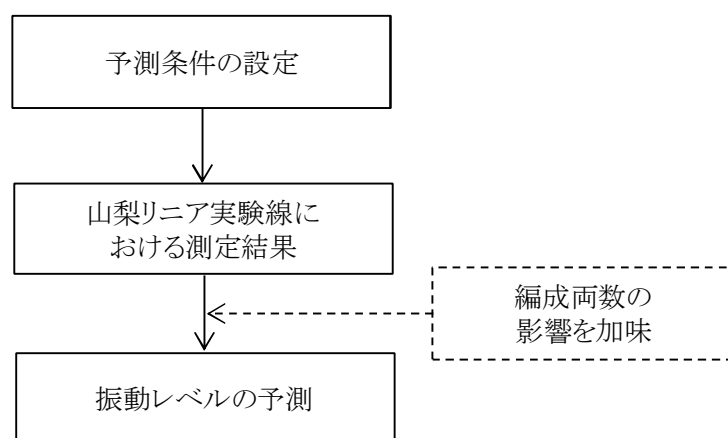 予測条件の設定
山梨リニア実験線に
おける測定結果
編成両数の
影響を加味
振動レベルの予測